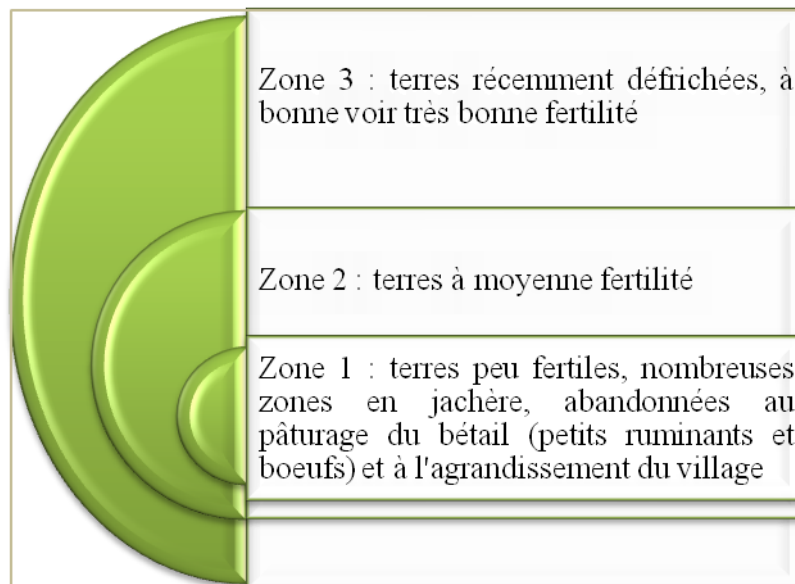 Zone 3 : terres récemment défrichées, à
bonne voir très bonne fertilité
Zone 2 : terres à moyenne fertilité
Zone 1 : terres peu fertiles, nombreuses
zones en jachère, abandonnées au
pâturage du bétail (petits ruminants et
boeufs) et à l'agrandissement du village